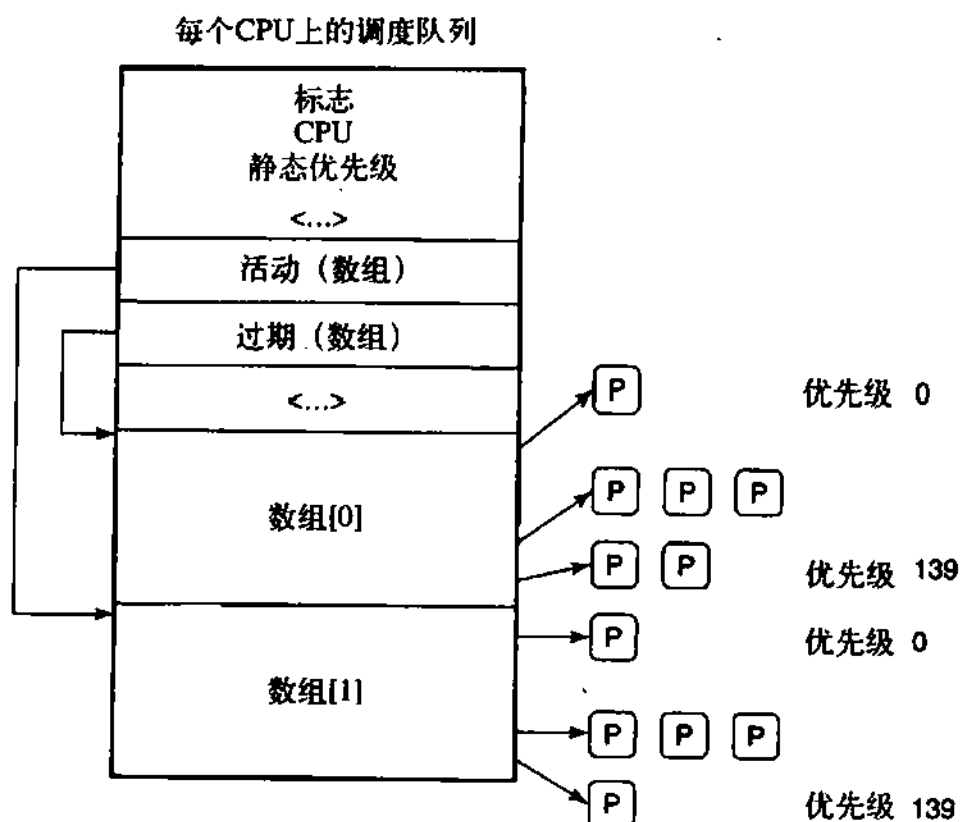 每个CPU上的调度队列
标志
CPU
静态优先级
<...>
活动（数组）
过期（数组）
<...>
P 优先级 0
数组[0]
P P P
P P 优先级 139
P 优先级 0
数组[1]
P P P
P 优先级 139